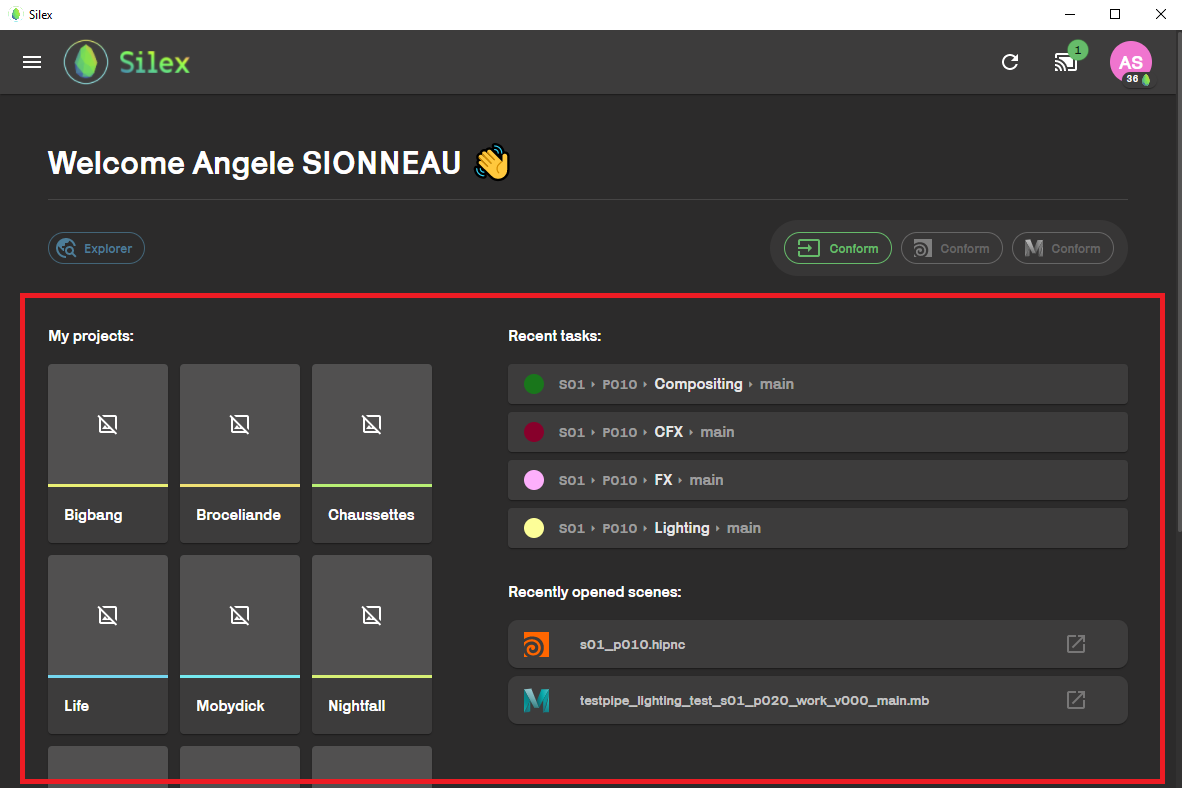 Silex
Silex
1
AS
36
Welcome Angele SIONNEAU 👋
Explorer
Conform
Conform
Conform
My projects:
Bigbang
Broceliande
Chaussettes
Life
Mobydick
Nightfall
Recent tasks:
S01 › P010 › Compositing › main
S01 › P010 › CFX › main
S01 › P010 › FX › main
S01 › P010 › Lighting › main
Recently opened scenes:
s01_p010.hipnc
testpipe_lighting_test_s01_p020_work_v000_main.mb